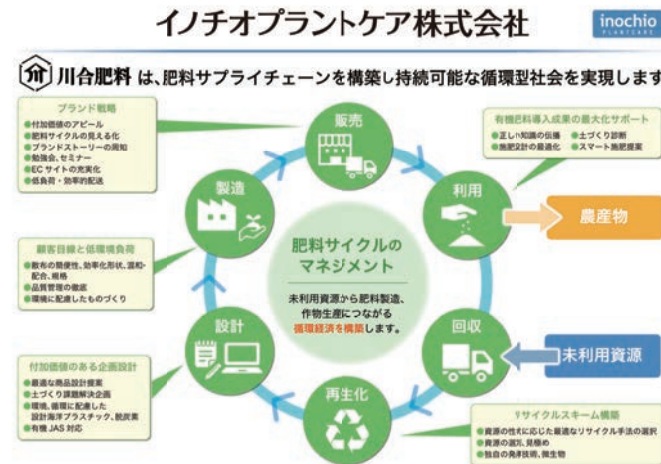 イノチオプラントケア株式会社
inochio
PLANTCARE
川合肥料 は、肥料サプライチェーンを構築し持続可能な循環型社会を実現します
ブランド戦略
●付加価値のアピール
●肥料サイクルの見える化
●ブランドストーリーの周知
●勉強会、セミナー
●ECサイトの充実化
●低負荷・効率的配送
販売
有機肥料導入成果の最大化サポート
●正しい知識の伝播 ●土づくり診断
●施肥設計の最適化 ●スマート施肥提案
製造
利用
農産物
顧客目線と低環境負荷
●散布の簡便性、効率化形状、温和・
配合、規格
●品質管理の徹底
●環境に配慮したものづくり
肥料サイクルの
マネジメント
未利用資源から肥料製造、
作物生産につながる
循環経済を構築します。
設計
回収
未利用資源
付加価値のある企画設計
●最適な商品設計提案
●土づくり課題解決企画
●環境、循環に配慮した
設計海洋プラスチック、脱炭素
●有機 JAS 対応
再生化
リサイクルスキーム構築
●資源の性状に応じた最適なリサイクル手法の選択
●資源の選別、見極め
●独自の発酵技術、微生物